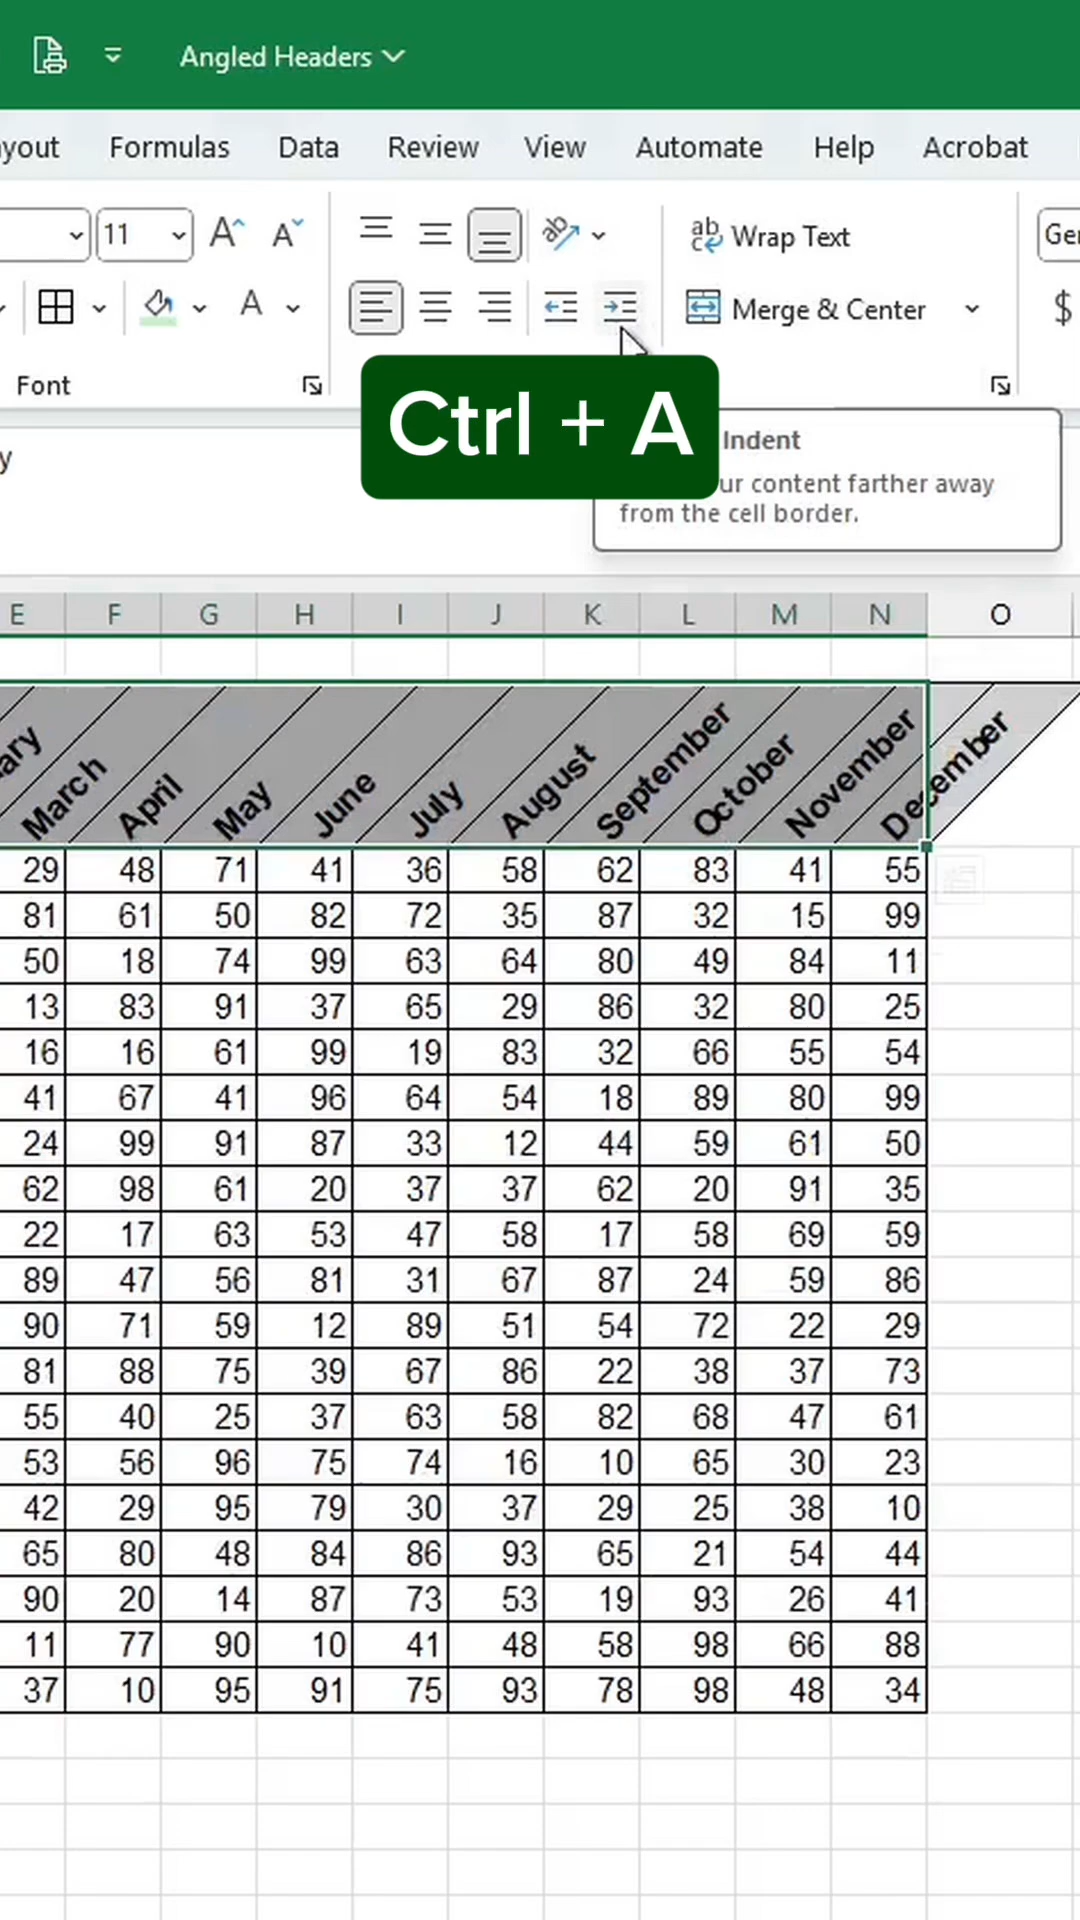 Angled Headers
yout Formulas Data Review View Automate Help Acrobat
11 A A ab Wrap Text Ger
A Merge & Center $
Font
Ctrl + A
Indent
ur content farther away
from the cell border.
y
E F G H I J K L M N O
ary March April May June July August September October November December
29 48 71 41 36 58 62 83 41 55
81 61 50 82 72 35 87 32 15 99
50 18 74 99 63 64 80 49 84 11
13 83 91 37 65 29 86 32 80 25
16 16 61 99 19 83 32 66 55 54
41 67 41 96 64 54 18 89 80 99
24 99 91 87 33 12 44 59 61 50
62 98 61 20 37 37 62 20 91 35
22 17 63 53 47 58 17 58 69 59
89 47 56 81 31 67 87 24 59 86
90 71 59 12 89 51 54 72 22 29
81 88 75 39 67 86 22 38 37 73
55 40 25 37 63 58 82 68 47 61
53 56 96 75 74 16 10 65 30 23
42 29 95 79 30 37 29 25 38 10
65 80 48 84 86 93 65 21 54 44
90 20 14 87 73 53 19 93 26 41
11 77 90 10 41 48 58 98 66 88
37 10 95 91 75 93 78 98 48 34